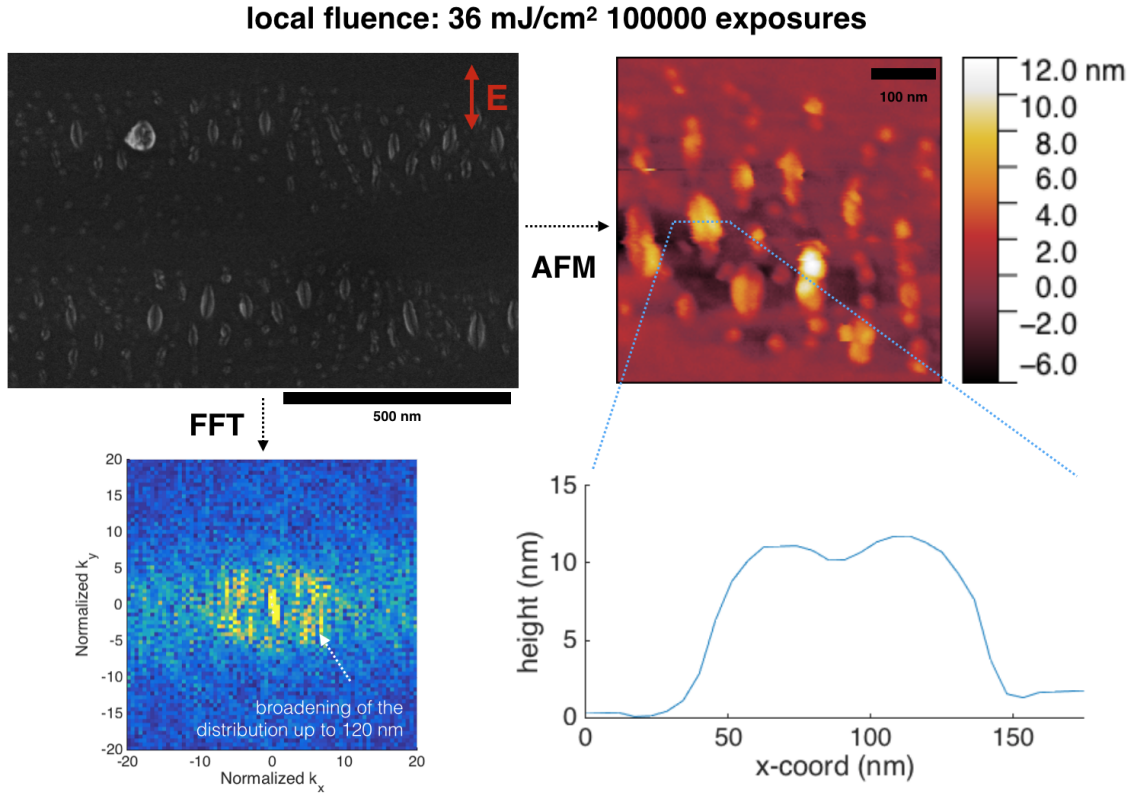 local fluence: 36 mJ/cm² 100000 exposures
E
100 nm
12.0 nm
10.0
8.0
6.0
4.0
2.0
0.0
−2.0
−6.0
AFM
500 nm
FFT
20
15
10
5
0
-5
-10
-15
-20
Normalized k_y
-20
-10
0
10
20
Normalized k_x
broadening of the
distribution up to 120 nm
15
10
5
0
height (nm)
0
50
100
150
x-coord (nm)